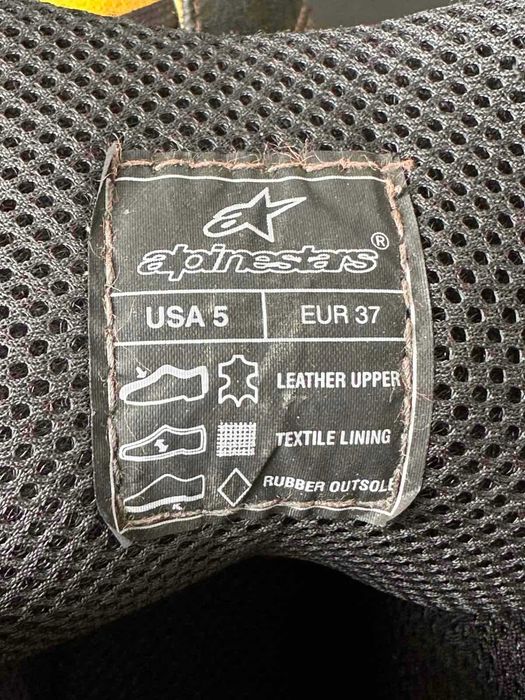 alpinestars®
USA 5 EUR 37
LEATHER UPPER
TEXTILE LINING
RUBBER OUTSOLE